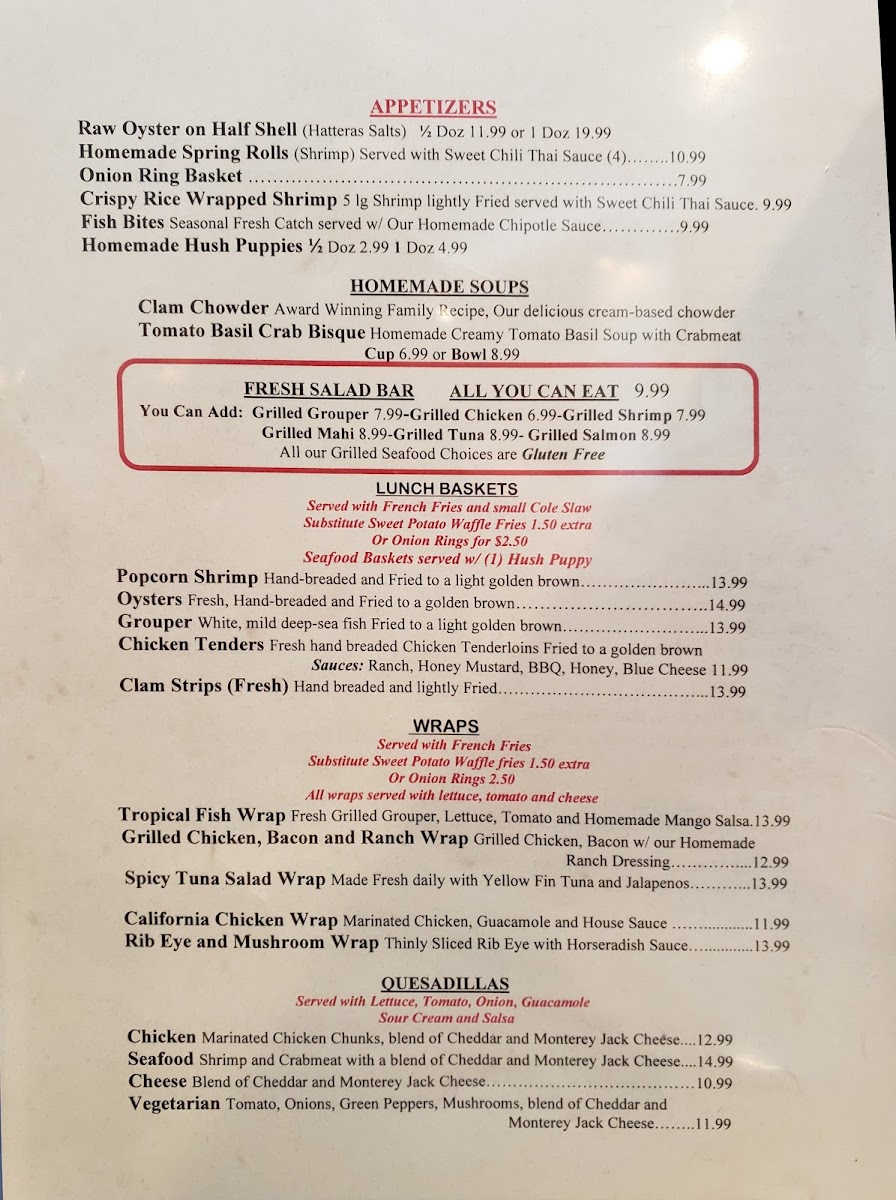 APPETIZERS
Raw Oyster on Half Shell (Hatteras Salts) ½ Doz 11.99 or 1 Doz 19.99
Homemade Spring Rolls (Shrimp) Served with Sweet Chili Thai Sauce (4)........10.99
Onion Ring Basket ....................................................................................7.99
Crispy Rice Wrapped Shrimp 5 lg Shrimp lightly Fried served with Sweet Chili Thai Sauce. 9.99
Fish Bites Seasonal Fresh Catch served w/ Our Homemade Chipotle Sauce.............9.99
Homemade Hush Puppies ½ Doz 2.99 1 Doz 4.99
HOMEMADE SOUPS
Clam Chowder Award Winning Family Recipe, Our delicious cream-based chowder
Tomato Basil Crab Bisque Homemade Creamy Tomato Basil Soup with Crabmeat
Cup 6.99 or Bowl 8.99
FRESH SALAD BAR ALL YOU CAN EAT 9.99
You Can Add: Grilled Grouper 7.99-Grilled Chicken 6.99-Grilled Shrimp 7.99
Grilled Mahi 8.99-Grilled Tuna 8.99- Grilled Salmon 8.99
All our Grilled Seafood Choices are Gluten Free
LUNCH BASKETS
Served with French Fries and small Cole Slaw
Substitute Sweet Potato Waffle Fries 1.50 extra
Or Onion Rings for $2.50
Seafood Baskets served w/ (1) Hush Puppy
Popcorn Shrimp Hand-breaded and Fried to a light golden brown..........................13.99
Oysters Fresh, Hand-breaded and Fried to a golden brown......................................14.99
Grouper White, mild deep-sea fish Fried to a light golden brown.............................13.99
Chicken Tenders Fresh hand breaded Chicken Tenderloins Fried to a golden brown
Sauces: Ranch, Honey Mustard, BBQ, Honey, Blue Cheese 11.99
Clam Strips (Fresh) Hand breaded and lightly Fried..........................................13.99
WRAPS
Served with French Fries
Substitute Sweet Potato Waffle fries 1.50 extra
Or Onion Rings 2.50
All wraps served with lettuce, tomato and cheese
Tropical Fish Wrap Fresh Grilled Grouper, Lettuce, Tomato and Homemade Mango Salsa.13.99
Grilled Chicken, Bacon and Ranch Wrap Grilled Chicken, Bacon w/ our Homemade
Ranch Dressing................12.99
Spicy Tuna Salad Wrap Made Fresh daily with Yellow Fin Tuna and Jalapenos............13.99
California Chicken Wrap Marinated Chicken, Guacamole and House Sauce ................11.99
Rib Eye and Mushroom Wrap Thinly Sliced Rib Eye with Horseradish Sauce.............13.99
QUESADILLAS
Served with Lettuce, Tomato, Onion, Guacamole
Sour Cream and Salsa
Chicken Marinated Chicken Chunks, blend of Cheddar and Monterey Jack Cheese....12.99
Seafood Shrimp and Crabmeat with a blend of Cheddar and Monterey Jack Cheese....14.99
Cheese Blend of Cheddar and Monterey Jack Cheese..........................................10.99
Vegetarian Tomato, Onions, Green Peppers, Mushrooms, blend of Cheddar and
Monterey Jack Cheese........11.99